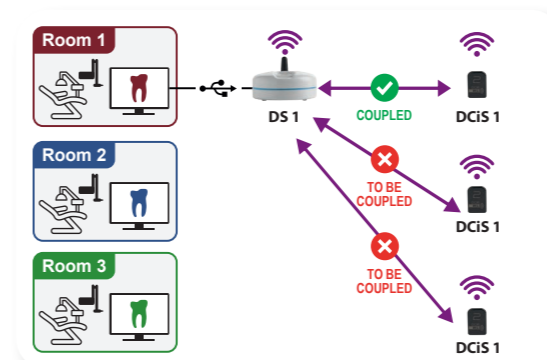 Room 1
DS 1
COUPLED
DCiS 1
Room 2
TO BE
COUPLED
DCiS 1
Room 3
TO BE
COUPLED
DCiS 1